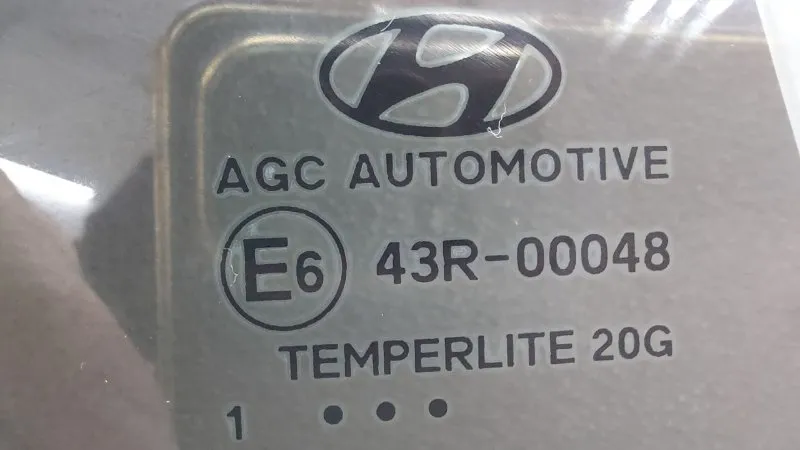 AGC AUTOMOTIVE
E6 43R-00048
TEMPERLITE 20G
1 •••